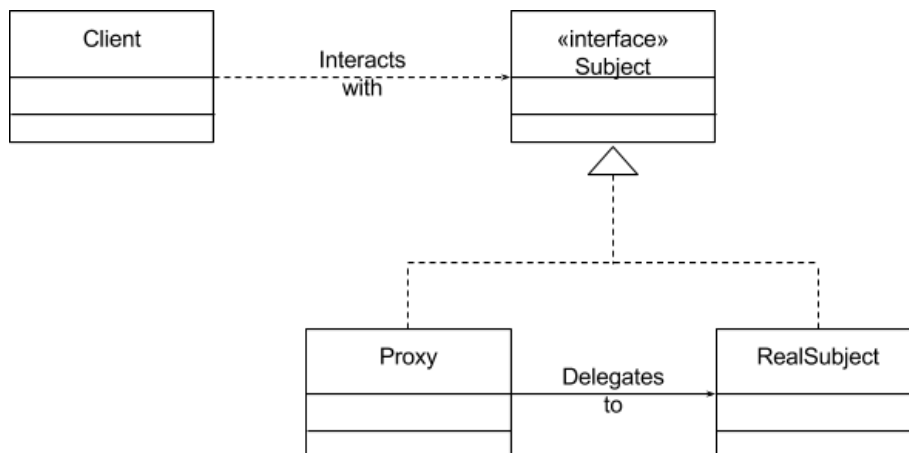 Client
Interacts
with
«interface»
Subject
Proxy
Delegates
to
RealSubject